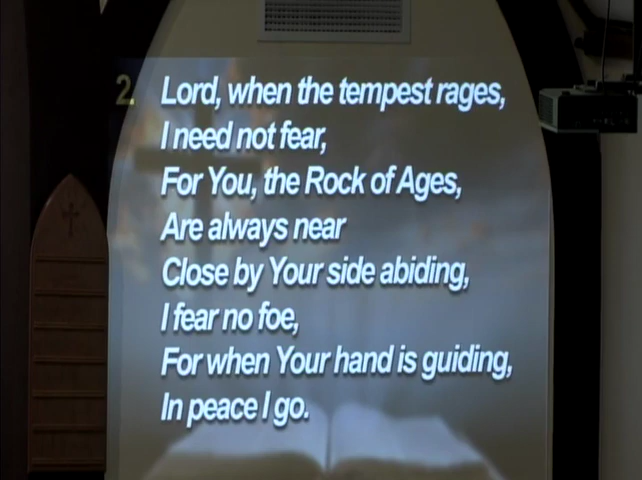 2. Lord, when the tempest rages,
I need not fear,
For You, the Rock of Ages,
Are always near
Close by Your side abiding,
I fear no foe,
For when Your hand is guiding,
In peace I go.